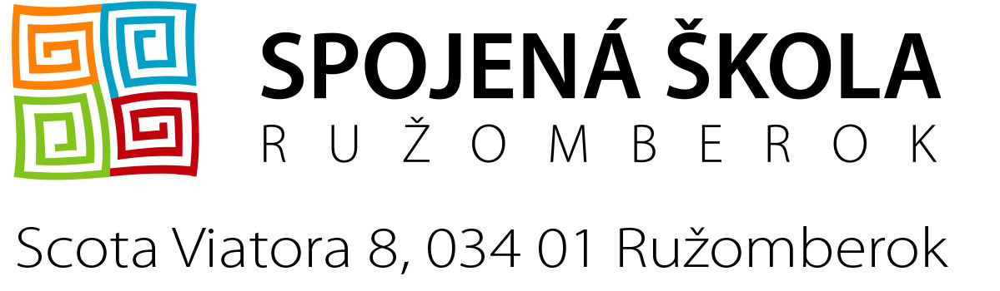 SPOJENÁ ŠKOLA
RUŽOMBEROK
Scota Viatora 8, 034 01 Ružomberok